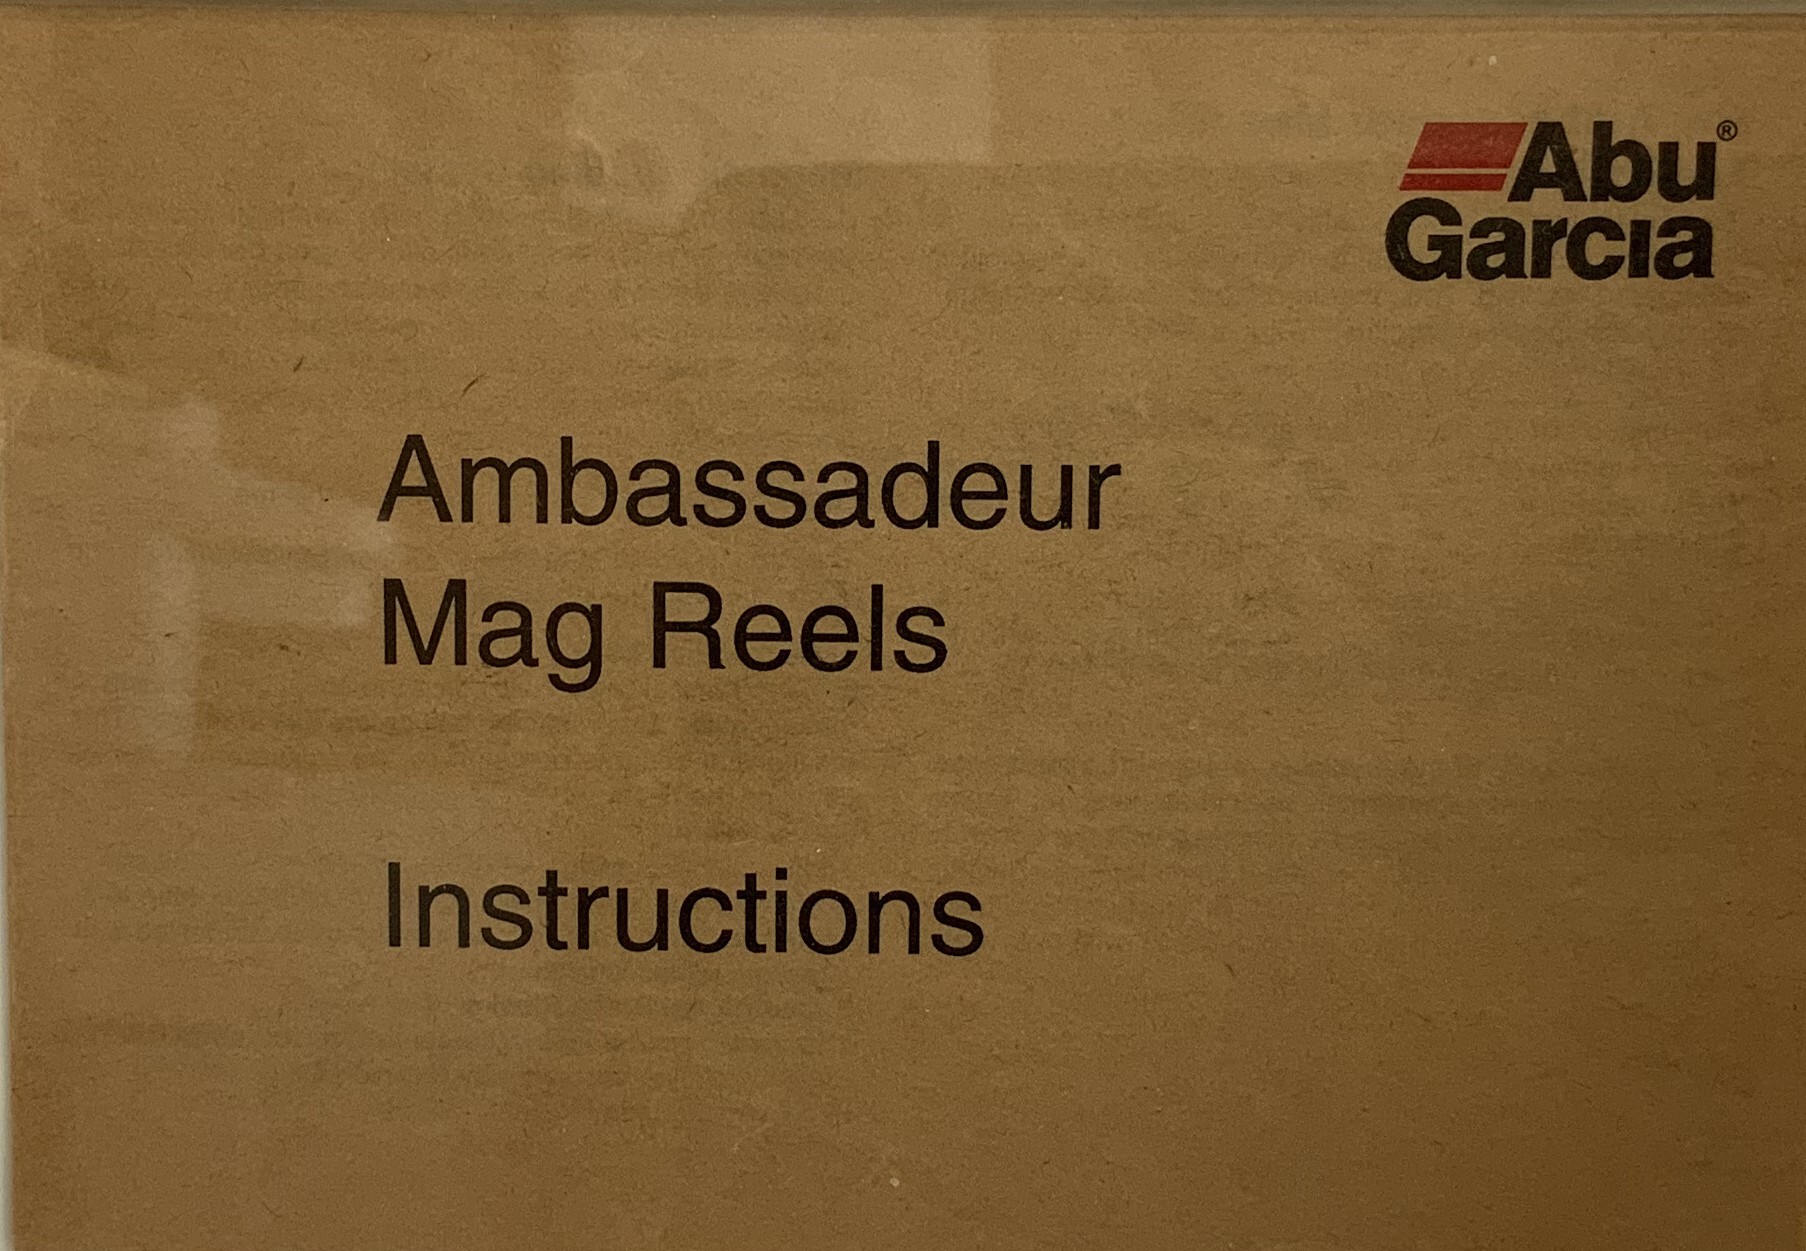 Abu®
Garcia
Ambassadeur
Mag Reels
Instructions